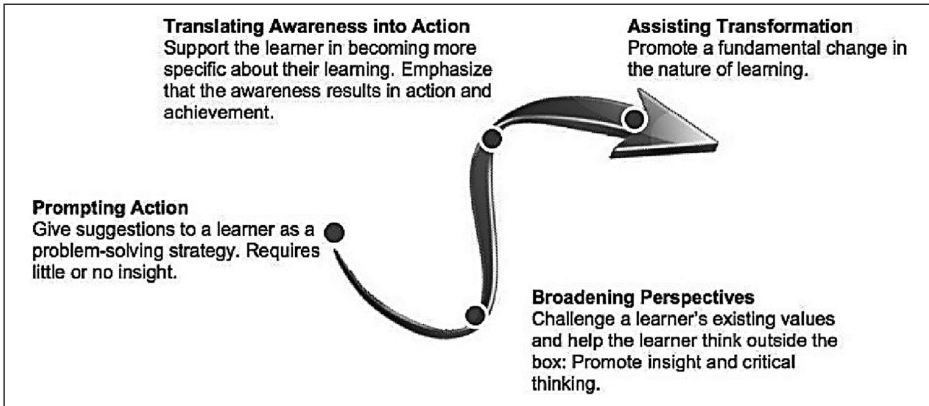 Translating Awareness into Action
Support the learner in becoming more
specific about their learning. Emphasize
that the awareness results in action and
achievement.
Assisting Transformation
Promote a fundamental change in
the nature of learning.
Prompting Action
Give suggestions to a learner as a
problem-solving strategy. Requires
little or no insight.
Broadening Perspectives
Challenge a learner's existing values
and help the learner think outside the
box: Promote insight and critical
thinking.